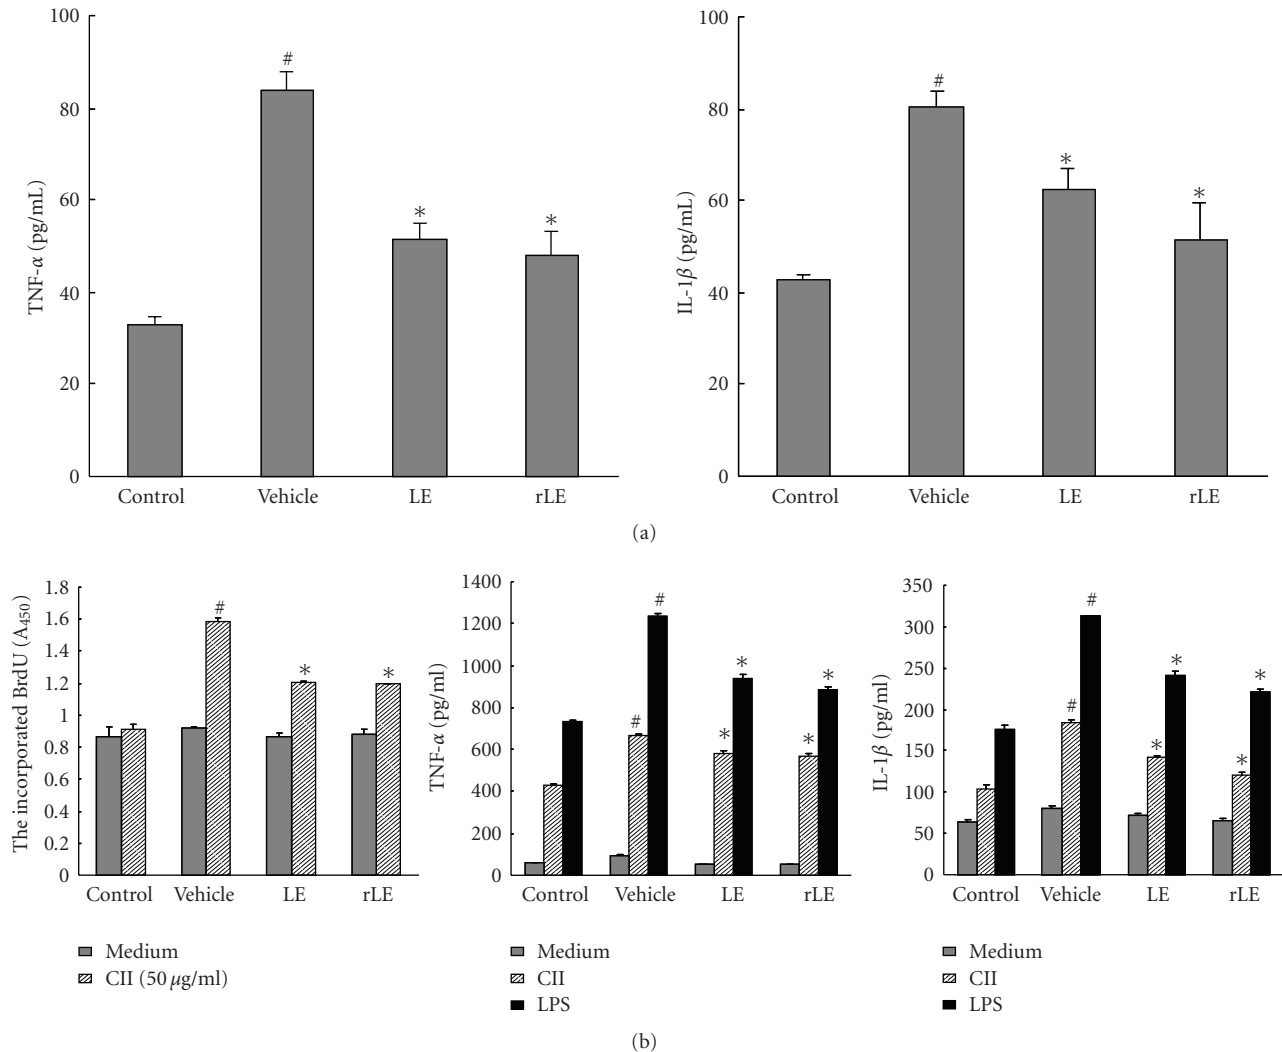 100
80
60
40
20
0
TNF-α (pg/mL)
#
*
*
Control Vehicle LE rLE
100
80
60
40
20
0
IL-1β (pg/mL)
#
*
*
Control Vehicle LE rLE
(a)
1.8
1.6
1.4
1.2
1
0.8
0.6
0.4
0.2
0
The incorporated BrdU (A450)
#
*
*
Control Vehicle LE rLE
Medium
CII (50 μg/ml)
1400
1200
1000
800
600
400
200
0
TNF-α (pg/ml)
#
#
*
*
*
*
Control Vehicle LE rLE
Medium
CII
LPS
350
300
250
200
150
100
50
0
IL-1β (pg/ml)
#
#
*
*
*
*
Control Vehicle LE rLE
Medium
CII
LPS
(b)